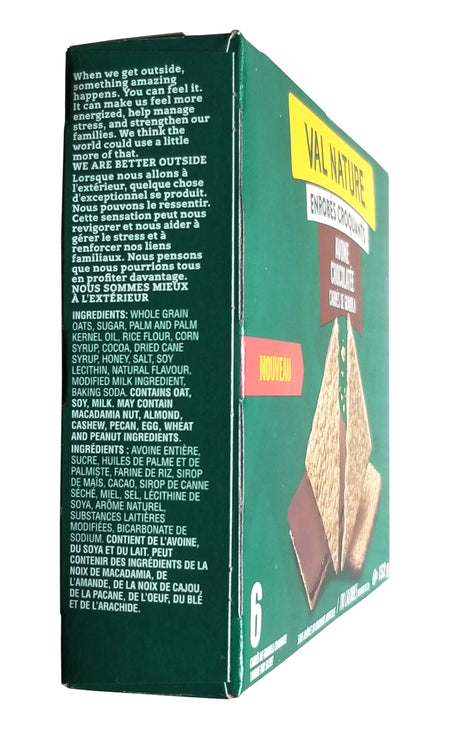 When we get outside,
something amazing
happens. You can feel it.
It can make us feel more
energized, help manage
stress, and strengthen our
families. We think the
world could use a little
more of that.
WE ARE BETTER OUTSIDE
Lorsque nous allons à
l'extérieur, quelque chose
d'exceptionnel se produit.
Nous pouvons le ressentir.
Cette sensation peut nous
revigorer et nous aider à
gérer le stress et à
renforcer nos liens
familiaux. Nous pensons
que nous pourrions tous
en profiter davantage.
NOUS SOMMES MIEUX
À L'EXTÉRIEUR
INGREDIENTS: WHOLE GRAIN
OATS, SUGAR, PALM AND PALM
KERNEL OIL, RICE FLOUR, CORN
SYRUP, COCOA, DRIED CANE
SYRUP, HONEY, SALT, SOY
LECITHIN, NATURAL FLAVOUR,
MODIFIED MILK INGREDIENT,
BAKING SODA. CONTAINS OAT,
SOY, MILK. MAY CONTAIN
MACADAMIA NUT, ALMOND,
CASHEW, PECAN, EGG, WHEAT
AND PEANUT INGREDIENTS.
INGRÉDIENTS : AVOINE ENTIÈRE,
SUCRE, HUILES DE PALME ET DE
PALMISTE, FARINE DE RIZ, SIROP
DE MAÏS, CACAO, SIROP DE CANNE
SÉCHÉ, MIEL, SEL, LÉCITHINE DE
SOYA, ARÔME NATUREL,
SUBSTANCES LAITIÈRES
MODIFIÉES, BICARBONATE DE
SODIUM. CONTIENT DE L'AVOINE,
DU SOYA ET DU LAIT. PEUT
CONTENIR DES INGRÉDIENTS DE LA
NOIX DE MACADAMIA, DE
L'AMANDE, DE LA NOIX DE CAJOU,
DE LA PACANE, DE L'OEUF, DU BLÉ
ET DE L'ARACHIDE.
VAL NATURE
ENROBÉS CROQUANTS
AVOINE
CHOCOLATÉE
CARRÉS DE GRANOLA
NOUVEAU
6
110 CALORIES